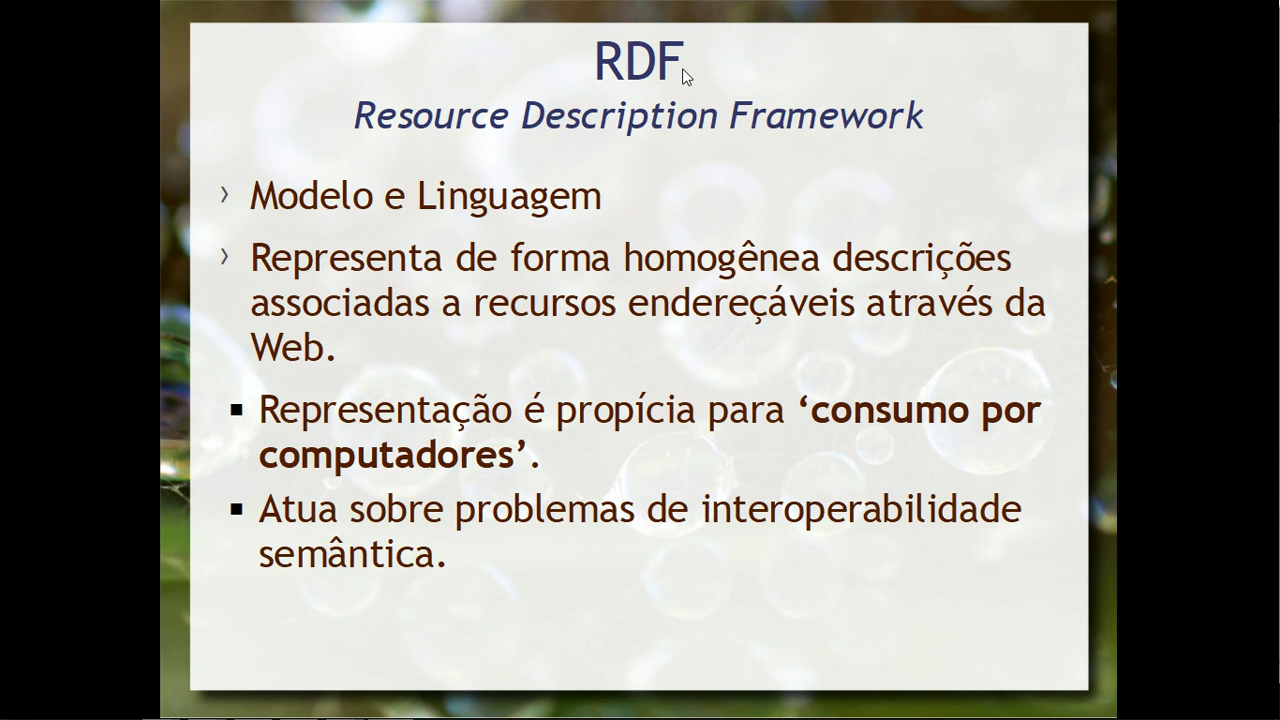 RDF
Resource Description Framework
› Modelo e Linguagem
› Representa de forma homogênea descrições
associadas a recursos endereçáveis através da
Web.
▪ Representação é propícia para ‘consumo por
computadores’.
▪ Atua sobre problemas de interoperabilidade
semântica.